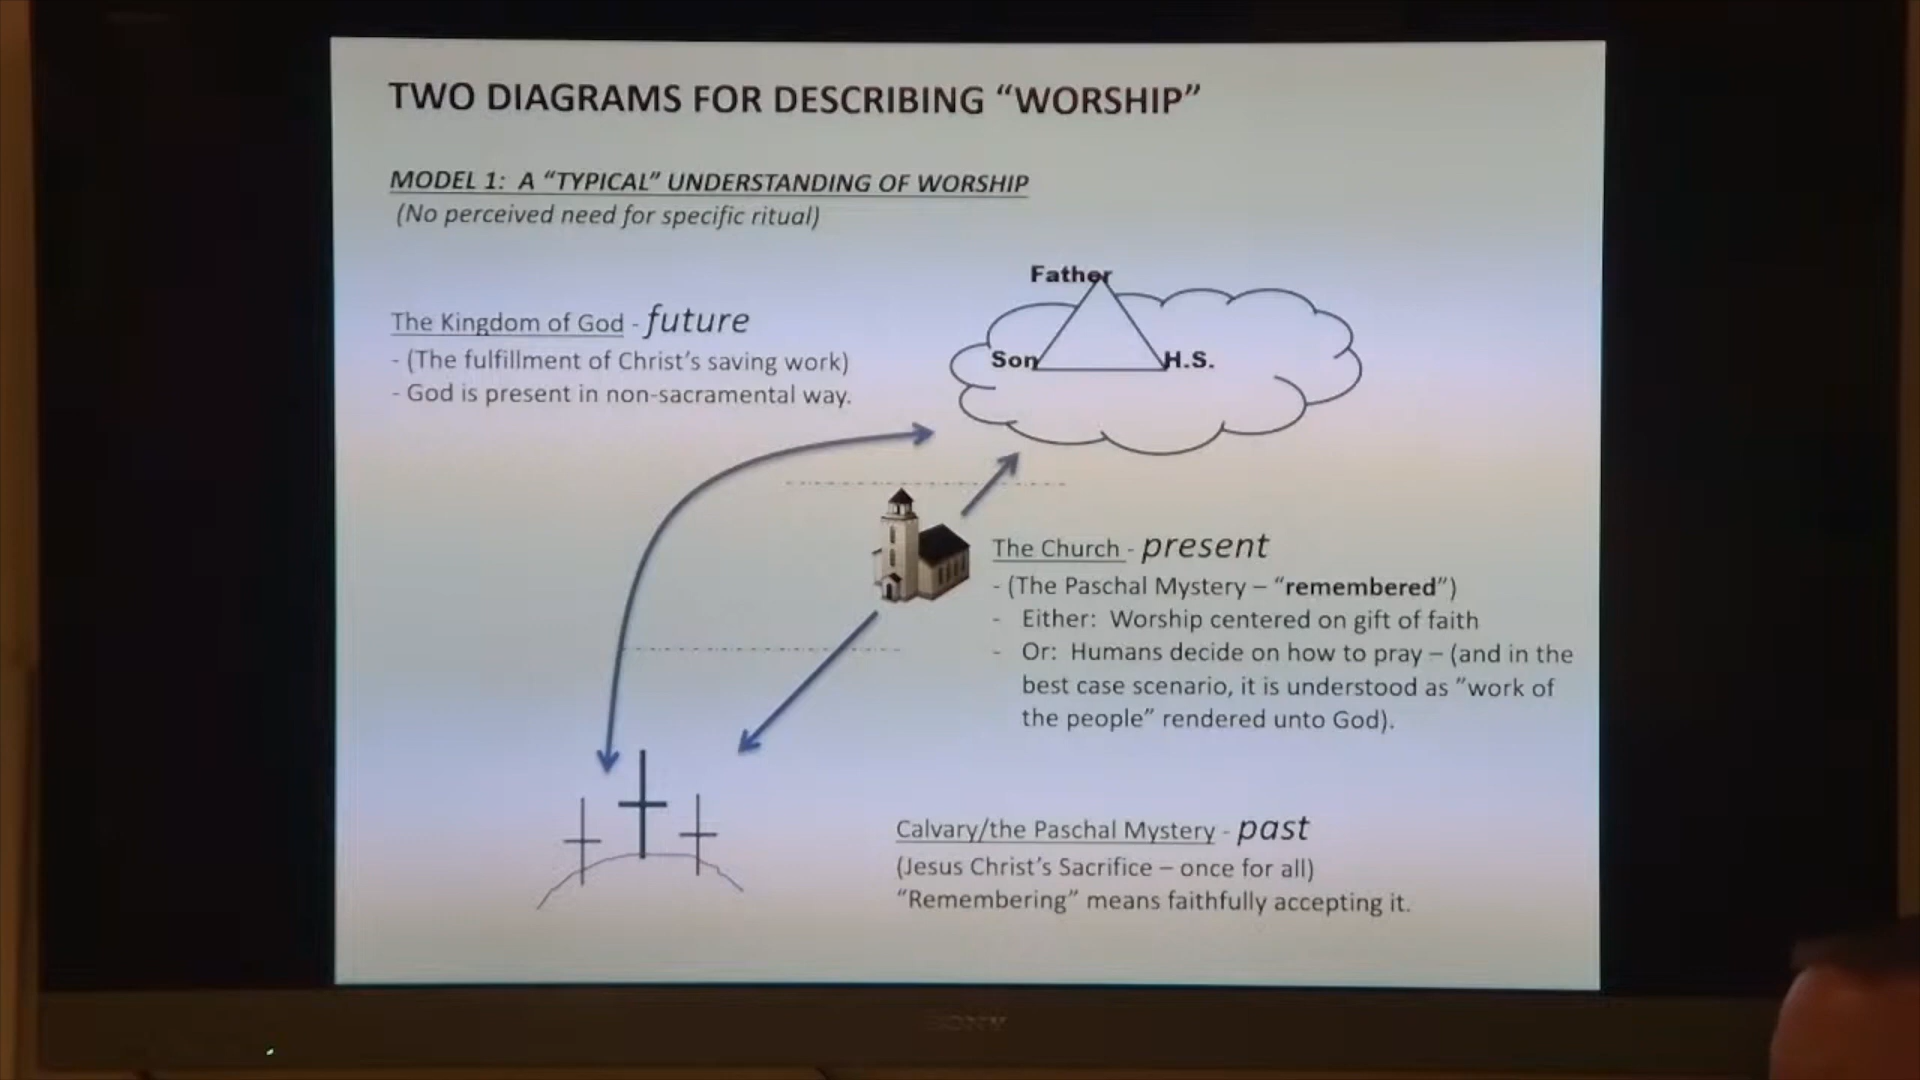 TWO DIAGRAMS FOR DESCRIBING “WORSHIP”
MODEL 1: A “TYPICAL” UNDERSTANDING OF WORSHIP
(No perceived need for specific ritual)
Father
Son
H.S.
The Kingdom of God - future
- (The fulfillment of Christ’s saving work)
- God is present in non-sacramental way.
The Church - present
- (The Paschal Mystery – “remembered”)
- Either: Worship centered on gift of faith
- Or: Humans decide on how to pray – (and in the
best case scenario, it is understood as ”work of
the people” rendered unto God).
Calvary/the Paschal Mystery - past
(Jesus Christ’s Sacrifice – once for all)
“Remembering” means faithfully accepting it.
SONY